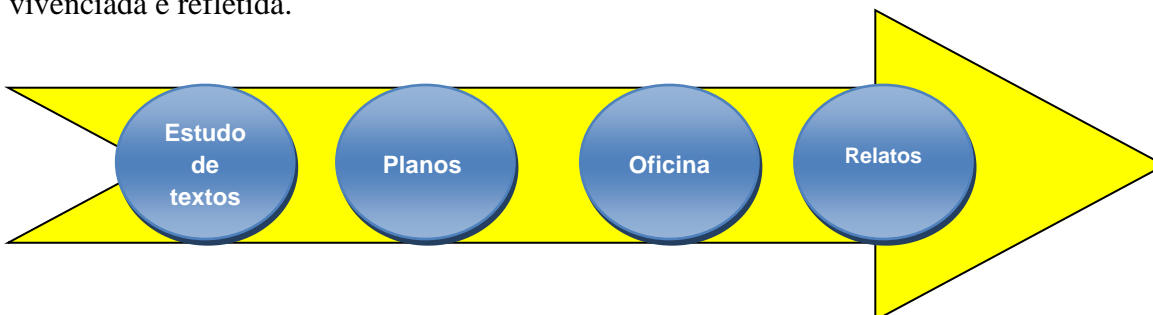 vivenciada e refletida.
Estudo
de
textos
Planos
Oficina
Relatos